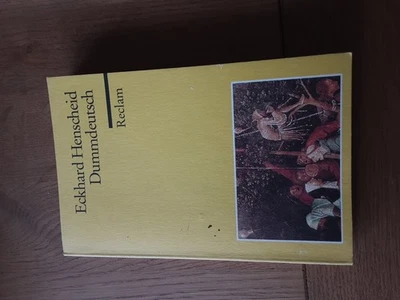 Eckhard Henscheid
Dummdeutsch
Reclam